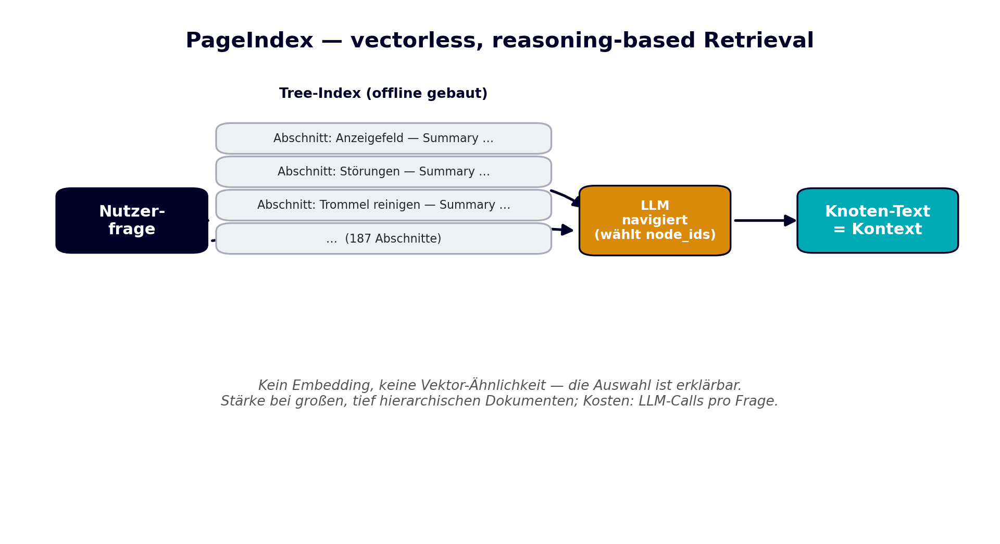 PageIndex — vectorless, reasoning-based Retrieval
Tree-Index (offline gebaut)
Abschnitt: Anzeigefeld — Summary …
Abschnitt: Störungen — Summary …
Abschnitt: Trommel reinigen — Summary …
…  (187 Abschnitte)
Nutzer-
frage
LLM
navigiert
(wählt node_ids)
Knoten-Text
= Kontext
Kein Embedding, keine Vektor-Ähnlichkeit — die Auswahl ist erklärbar.
Stärke bei großen, tief hierarchischen Dokumenten; Kosten: LLM-Calls pro Frage.